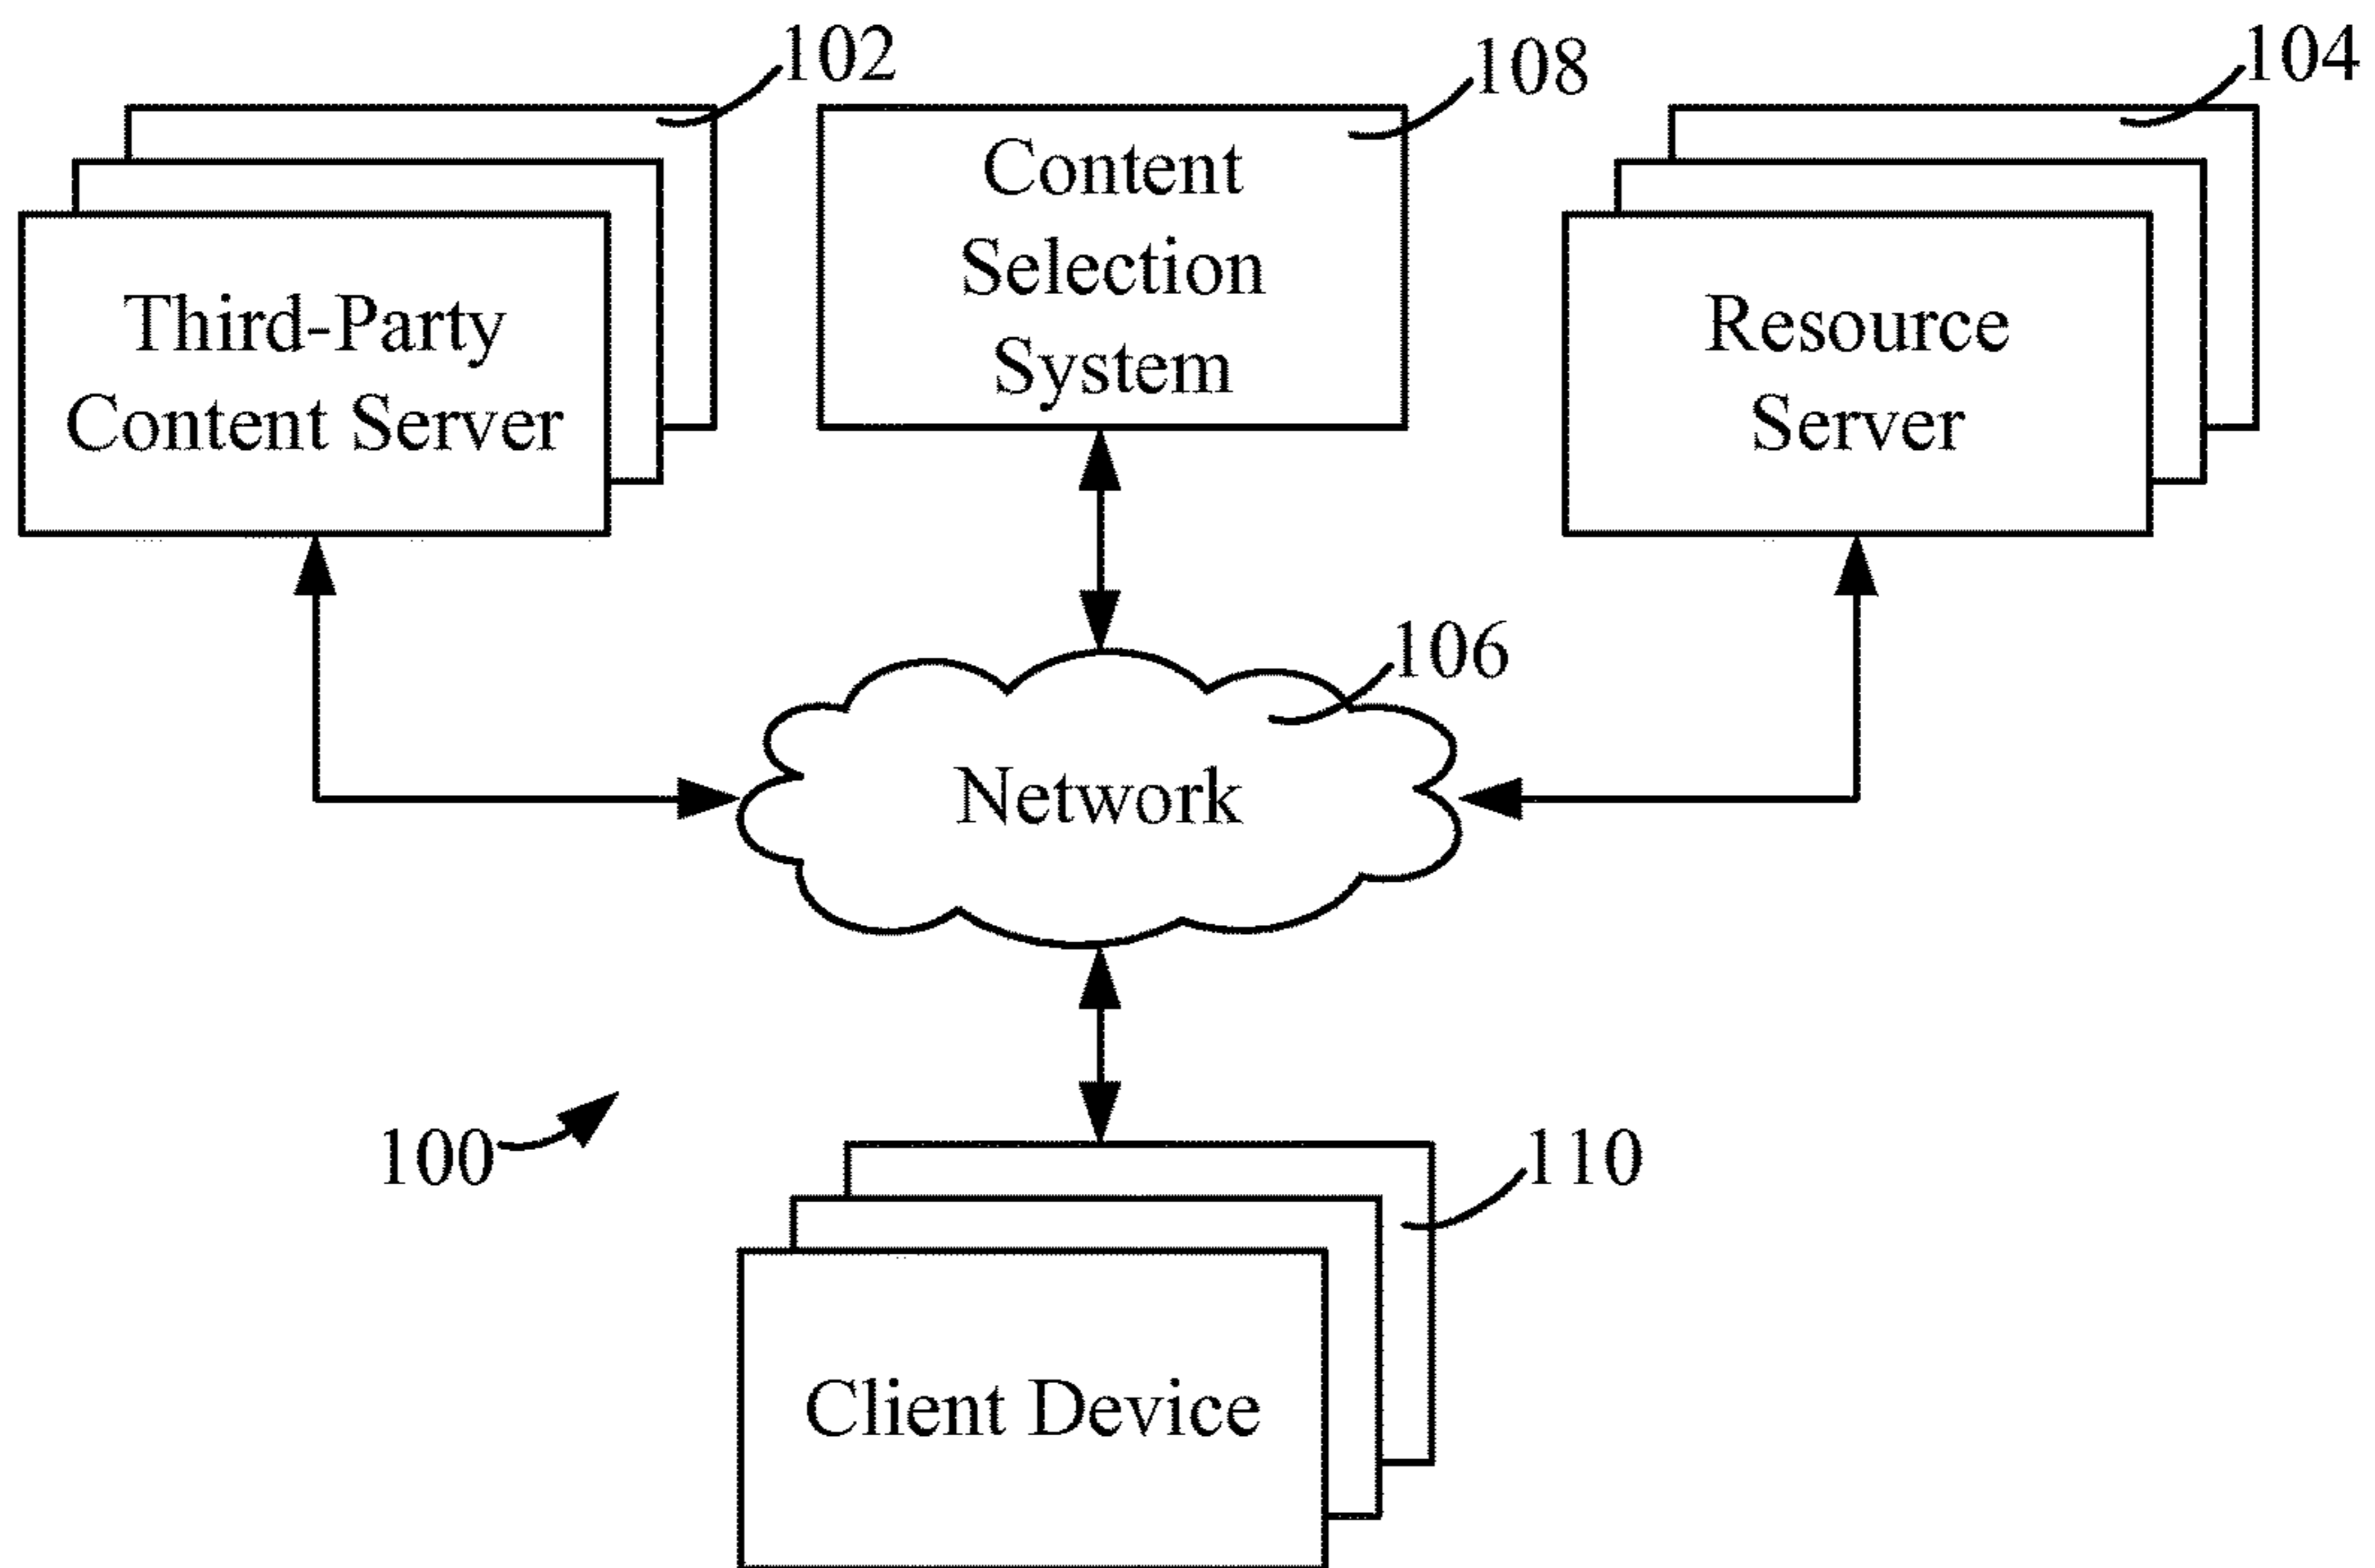 102
108
104
Third-Party
Content Server
Content
Selection
System
Resource
Server
106
Network
100
110
Client Device